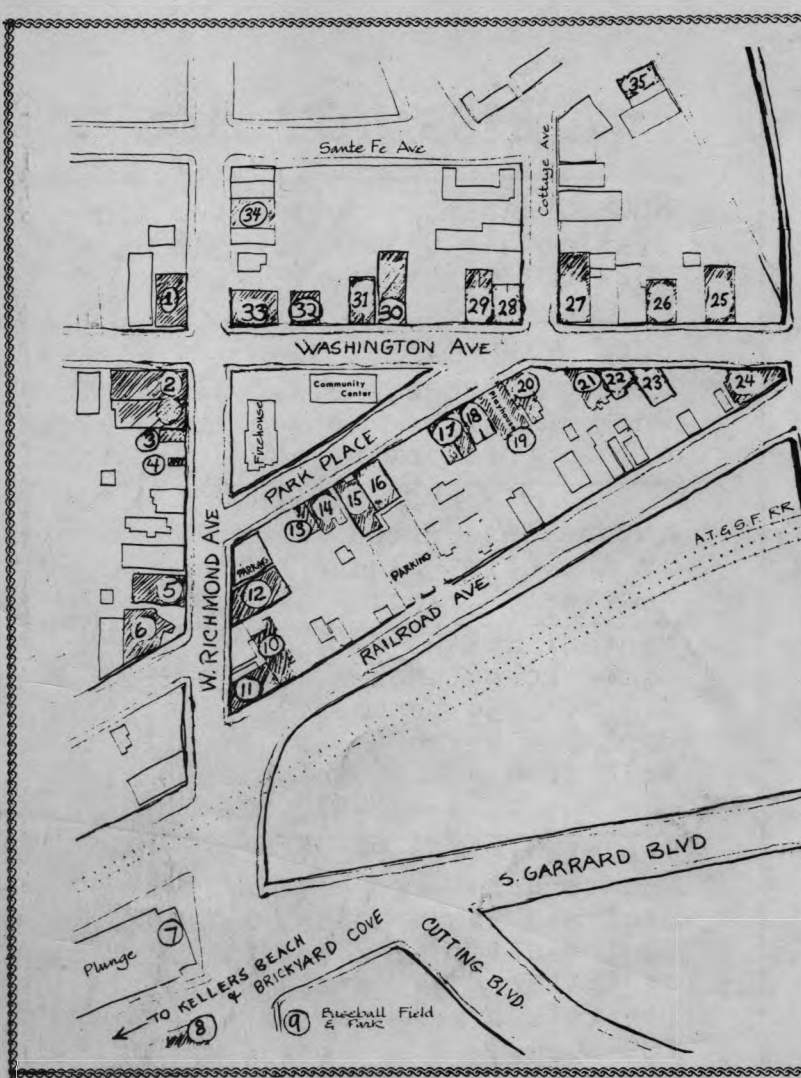 35
Sante Fe Ave
Cottage Ave
34
1
33
32
31
30
29
28
27
26
25
WASHINGTON AVE
2
3
4
Community
Center
Firehouse
PARK PLACE
20
Playhouse
19
18
17
21
22
23
24
16
15
14
13
PARKING
12
PARKING
W. RICHMOND AVE
5
6
10
11
RAILROAD AVE
A.T. & S.F. RR
S. GARRARD BLVD
7
Plunge
TO KELLERS BEACH
& BRICKYARD COVE
8
CUTTING BLVD.
9
Baseball Field
& Park